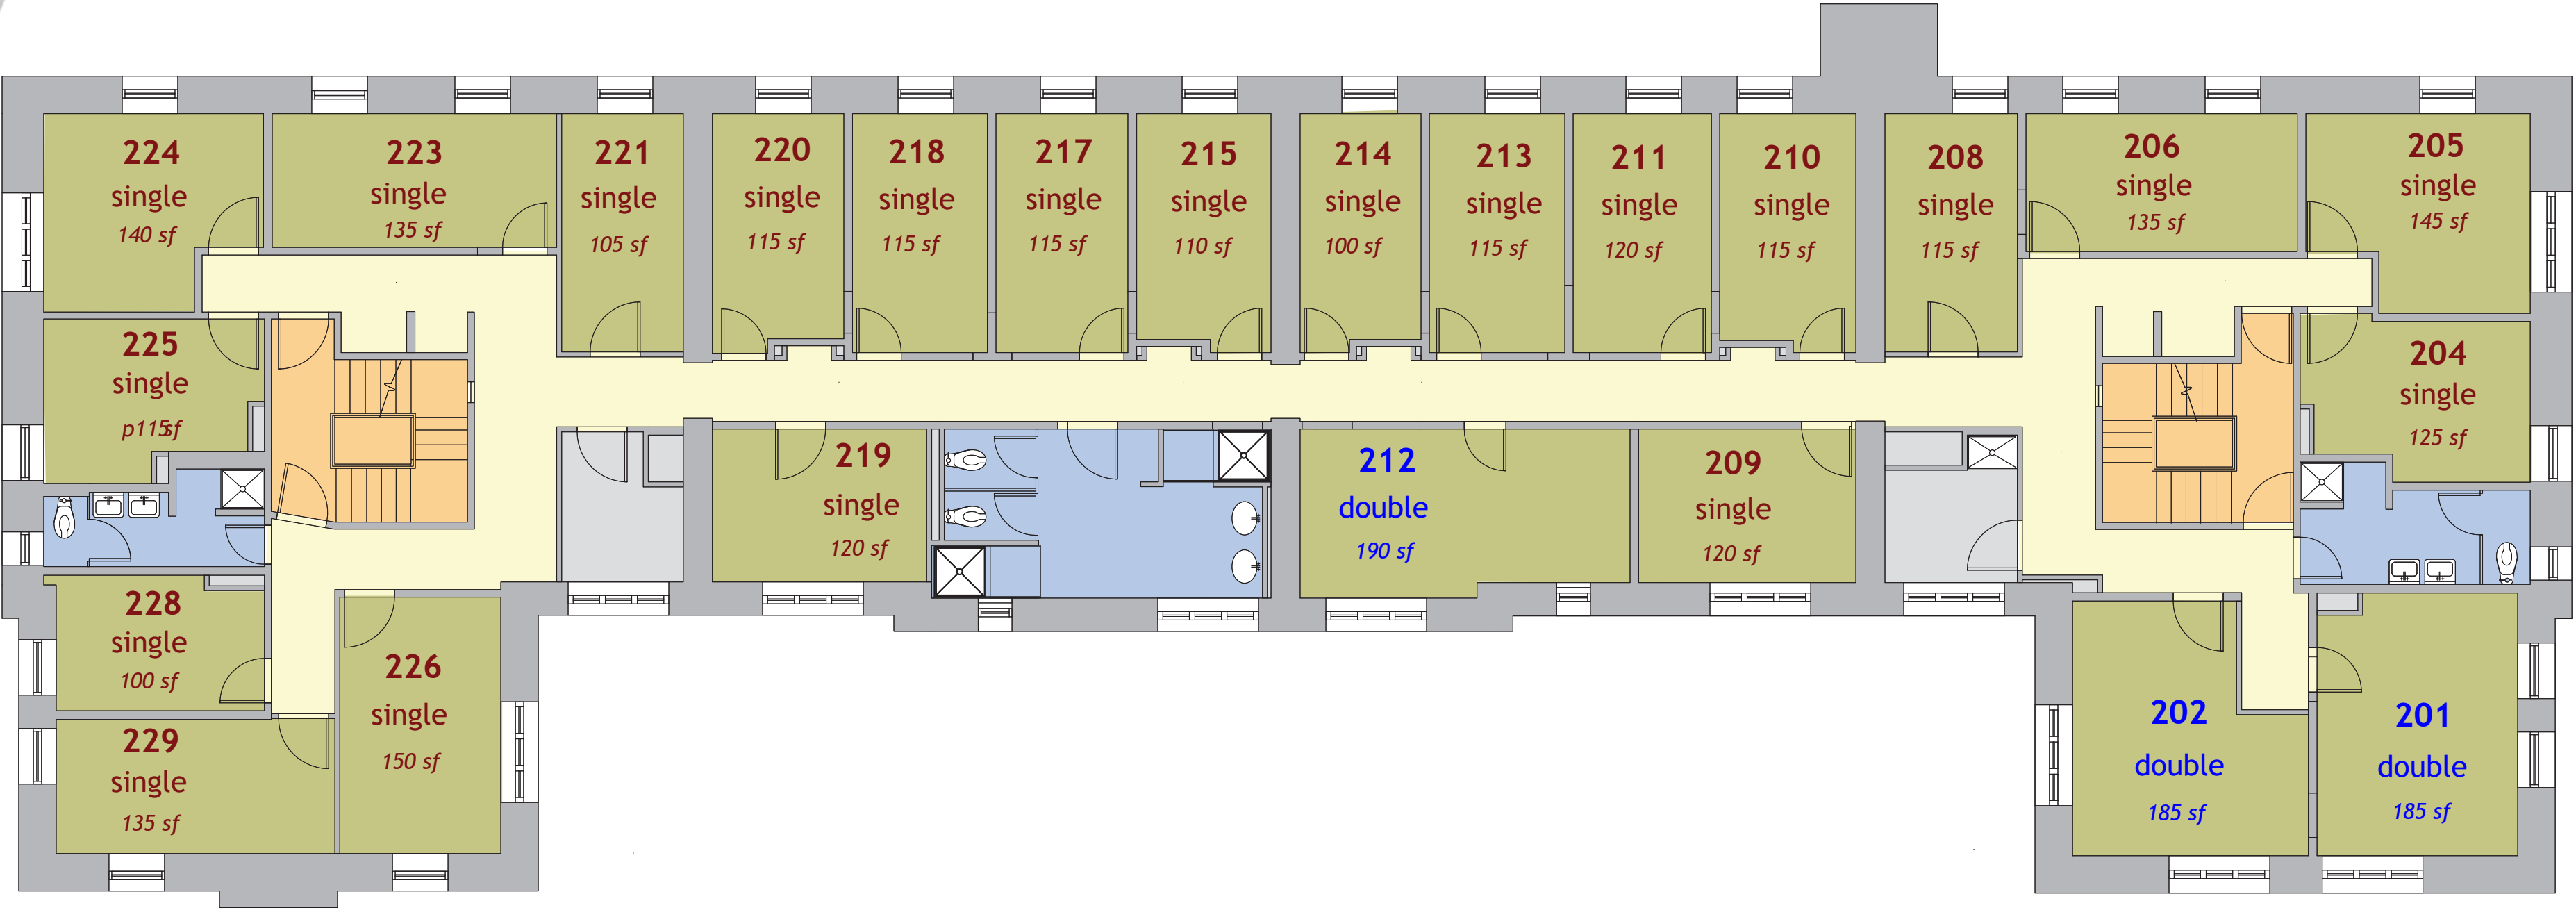 224
single
140 sf
223
single
135 sf
221
single
105 sf
220
single
115 sf
218
single
115 sf
217
single
115 sf
215
single
110 sf
214
single
100 sf
213
single
115 sf
211
single
120 sf
210
single
115 sf
208
single
115 sf
206
single
135 sf
205
single
145 sf
225
single
p115sf
204
single
125 sf
219
single
120 sf
212
double
190 sf
209
single
120 sf
228
single
100 sf
226
single
150 sf
229
single
135 sf
202
double
185 sf
201
double
185 sf